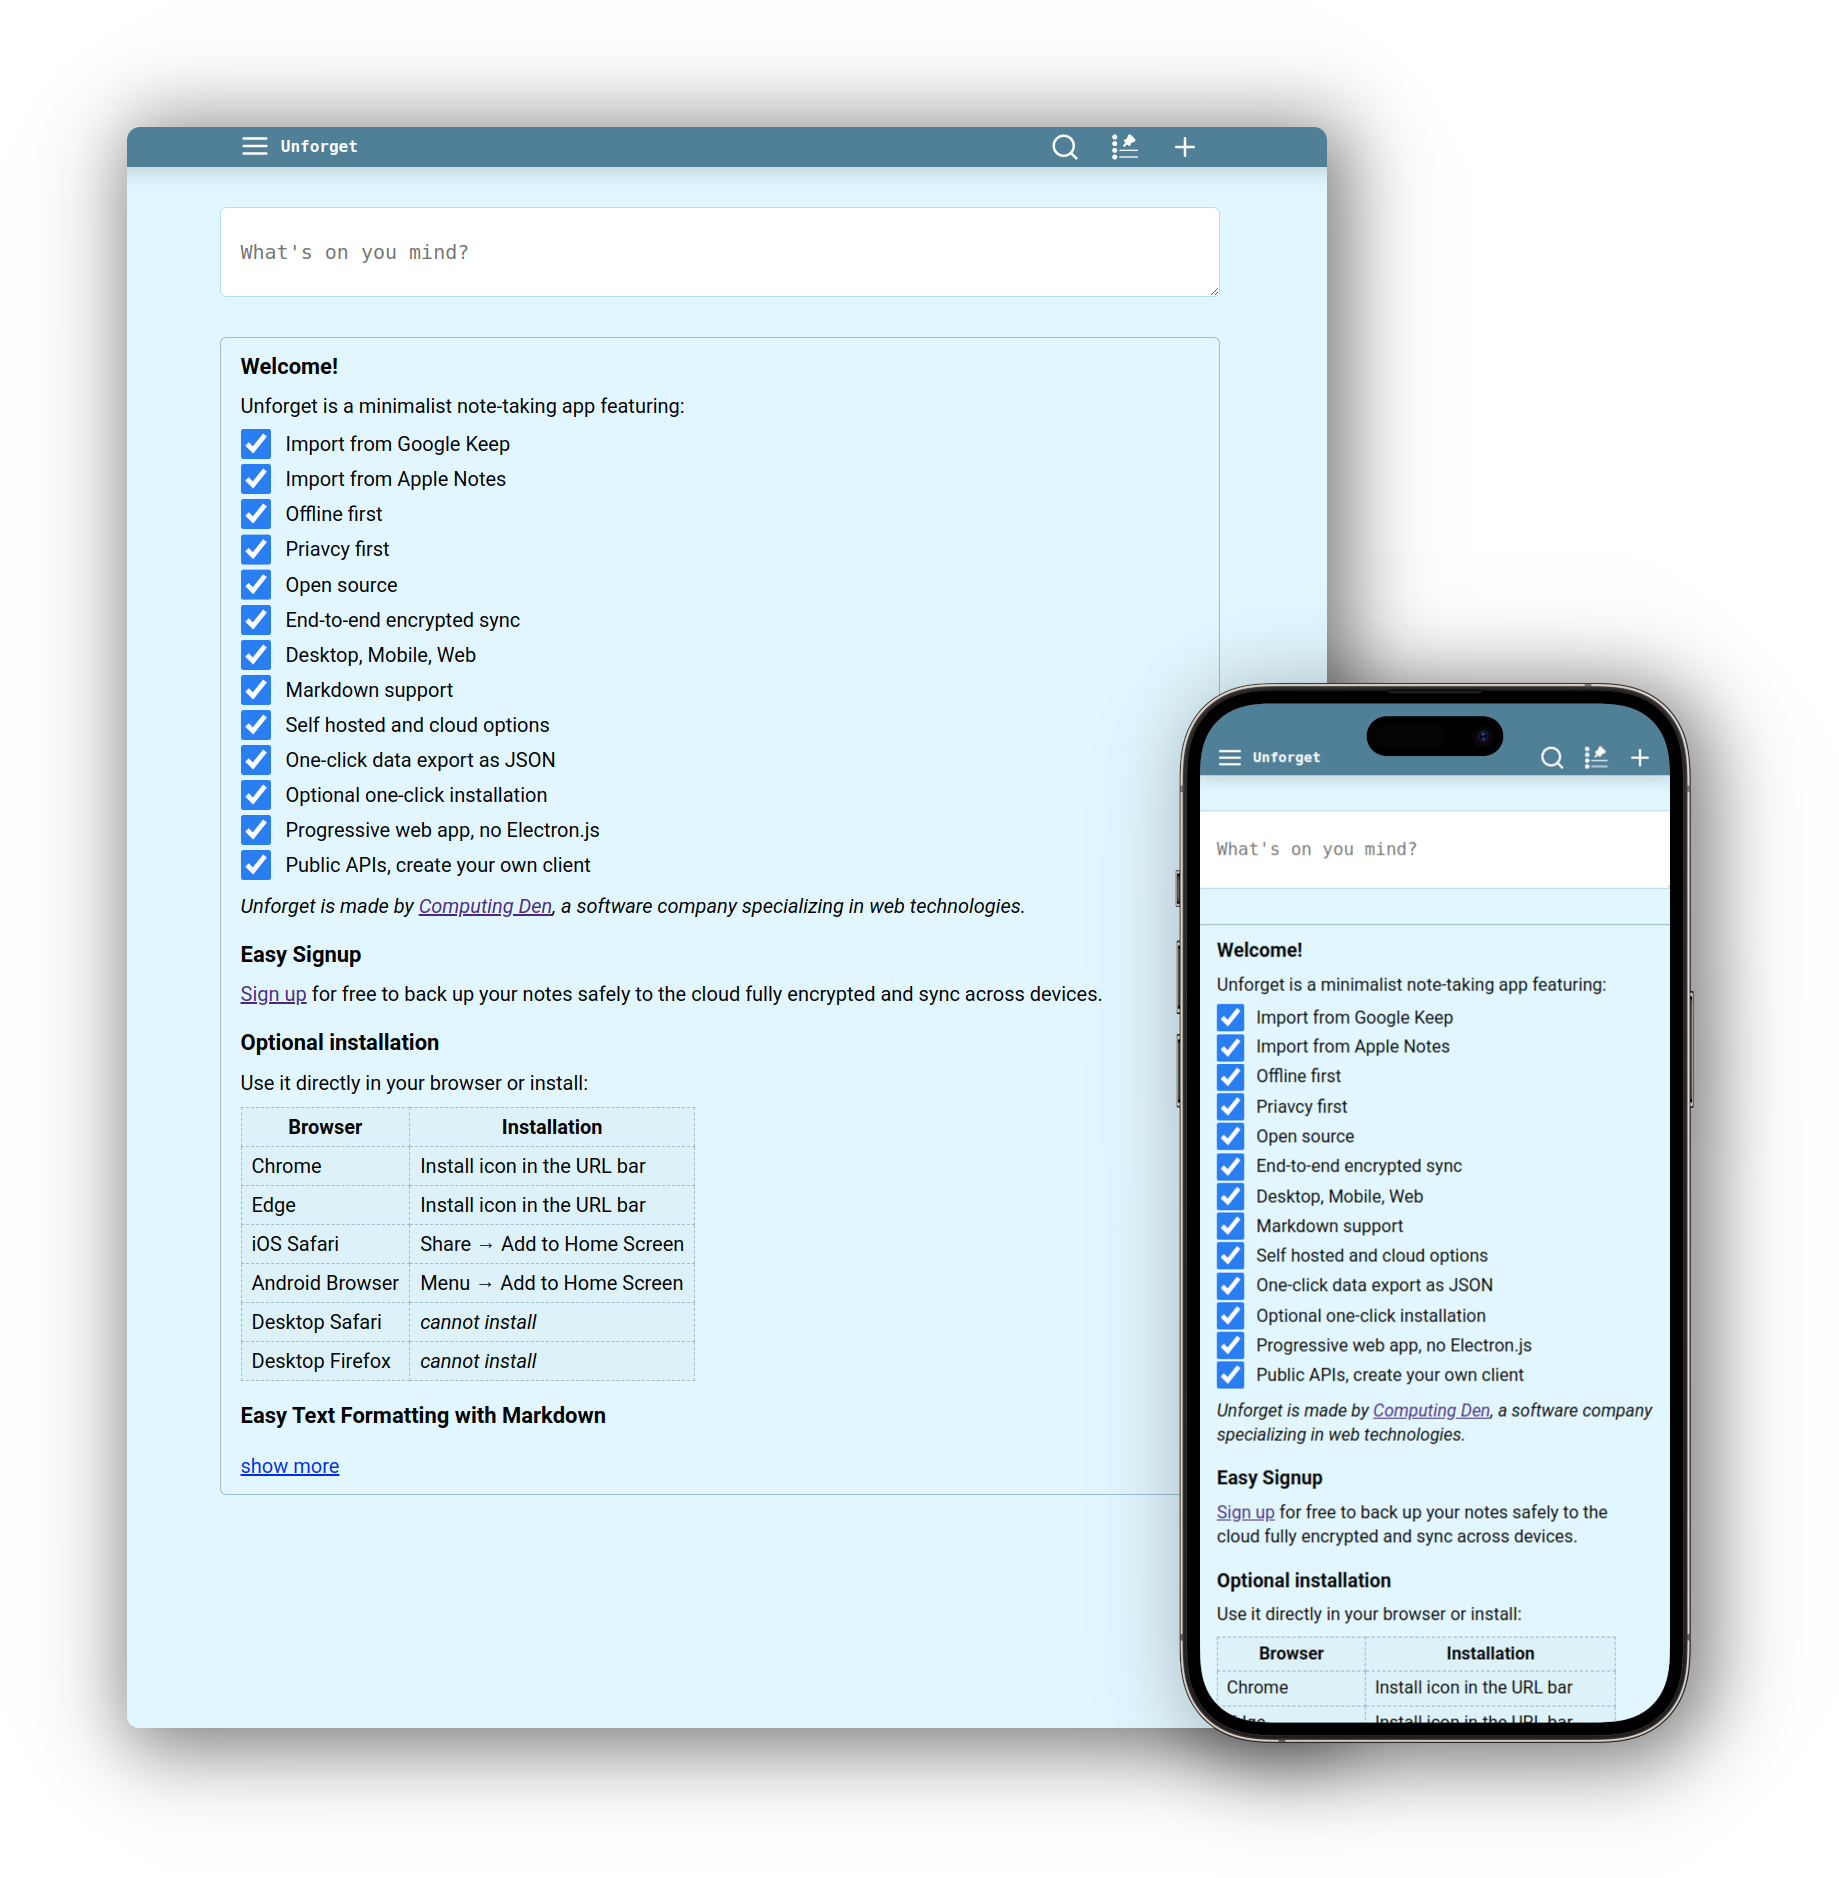 Unforget
What's on you mind?
Welcome!
Unforget is a minimalist note-taking app featuring:
Import from Google Keep
Import from Apple Notes
Offline first
Priavcy first
Open source
End-to-end encrypted sync
Desktop, Mobile, Web
Markdown support
Self hosted and cloud options
One-click data export as JSON
Optional one-click installation
Progressive web app, no Electron.js
Public APIs, create your own client
Unforget is made by Computing Den, a software company specializing in web technologies.
Easy Signup
Sign up for free to back up your notes safely to the cloud fully encrypted and sync across devices.
Optional installation
Use it directly in your browser or install:
Browser Installation
Chrome Install icon in the URL bar
Edge Install icon in the URL bar
iOS Safari Share → Add to Home Screen
Android Browser Menu → Add to Home Screen
Desktop Safari cannot install
Desktop Firefox cannot install
Easy Text Formatting with Markdown
show more
Unforget
What's on you mind?
Welcome!
Unforget is a minimalist note-taking app featuring:
Import from Google Keep
Import from Apple Notes
Offline first
Priavcy first
Open source
End-to-end encrypted sync
Desktop, Mobile, Web
Markdown support
Self hosted and cloud options
One-click data export as JSON
Optional one-click installation
Progressive web app, no Electron.js
Public APIs, create your own client
Unforget is made by Computing Den, a software company
specializing in web technologies.
Easy Signup
Sign up for free to back up your notes safely to the
cloud fully encrypted and sync across devices.
Optional installation
Use it directly in your browser or install:
Browser Installation
Chrome Install icon in the URL bar
Edge Install icon in the URL bar